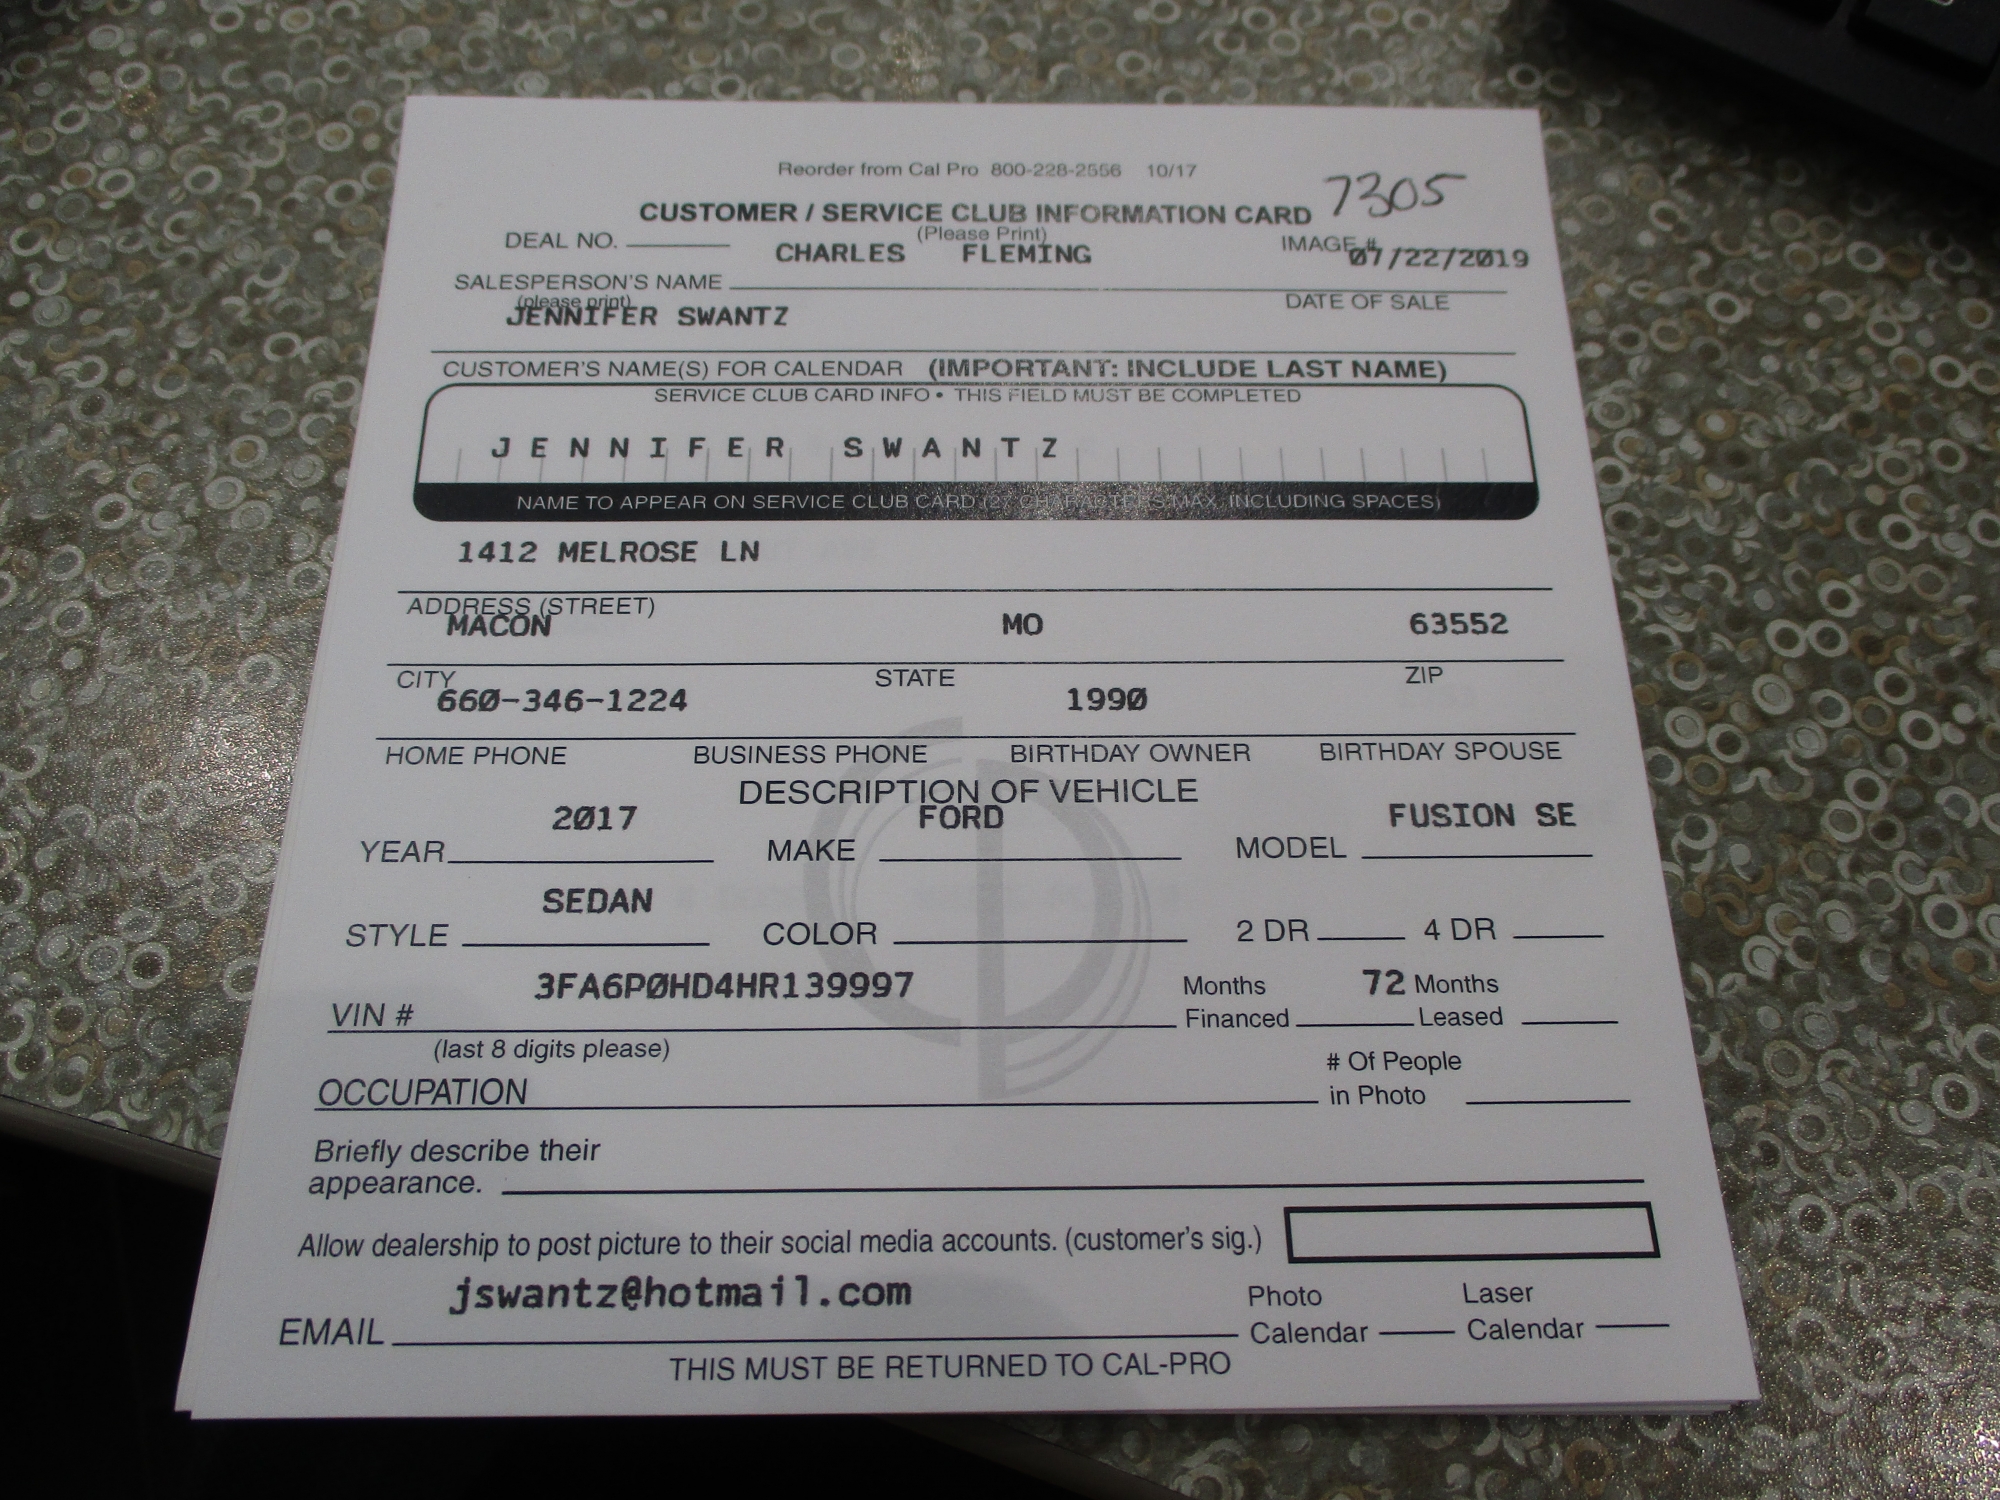 Reorder from Cal Pro 800-228-2556 10/17
CUSTOMER / SERVICE CLUB INFORMATION CARD 7305
(Please Print)
DEAL NO. CHARLES FLEMING IMAGE # 07/22/2019
SALESPERSON'S NAME
(please print) DATE OF SALE
JENNIFER SWANTZ
CUSTOMER'S NAME(S) FOR CALENDAR (IMPORTANT: INCLUDE LAST NAME)
SERVICE CLUB CARD INFO • THIS FIELD MUST BE COMPLETED
JENNIFER SWANTZ
NAME TO APPEAR ON SERVICE CLUB CARD (27 CHARACTERS MAX, INCLUDING SPACES)
1412 MELROSE LN
ADDRESS (STREET)
MACON MO 63552
CITY STATE ZIP
660-346-1224 1990
HOME PHONE BUSINESS PHONE BIRTHDAY OWNER BIRTHDAY SPOUSE
DESCRIPTION OF VEHICLE
2017 FORD FUSION SE
YEAR MAKE MODEL
SEDAN
STYLE COLOR 2 DR 4 DR
3FA6P0HD4HR139997 Months 72 Months
VIN # Financed Leased
(last 8 digits please) # Of People
OCCUPATION in Photo
Briefly describe their
appearance.
Allow dealership to post picture to their social media accounts. (customer's sig.)
jswantz@hotmail.com Photo Laser
EMAIL Calendar Calendar
THIS MUST BE RETURNED TO CAL-PRO